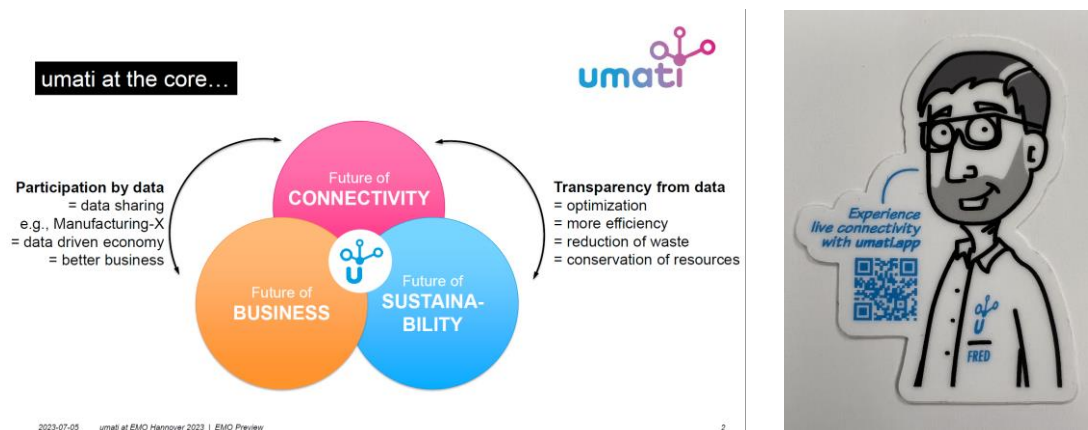 umati at the core…
umati
Participation by data
= data sharing
e.g., Manufacturing-X
= data driven economy
= better business
Future of
CONNECTIVITY
Future of
BUSINESS
Future of
SUSTAINA-
BILITY
u
Transparency from data
= optimization
= more efficiency
= reduction of waste
= conservation of resources
2023-07-05 umati at EMO Hannover 2023 | EMO Preview 2
Experience
live connectivity
with umati.app
u
FRED